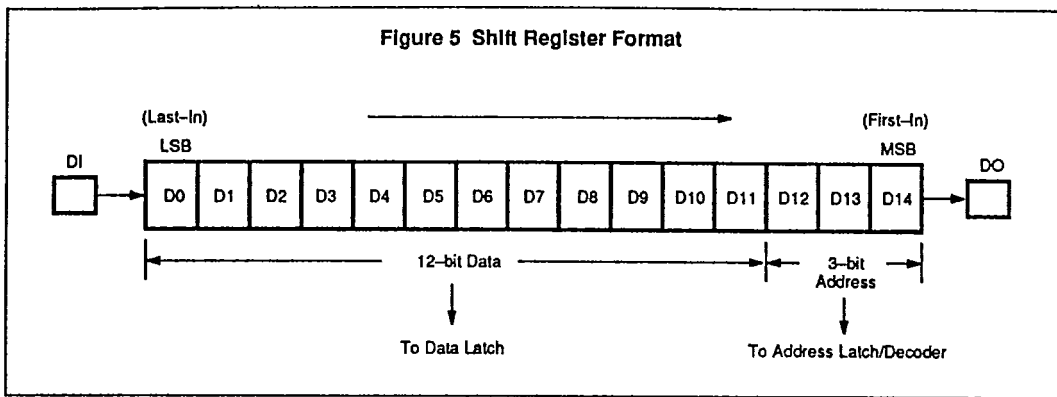 Figure 5 Shift Register Format
(Last–In)
(First–In)
LSB
MSB
DI
DO
D0 D1 D2 D3 D4 D5 D6 D7 D8 D9 D10 D11 D12 D13 D14
12–bit Data
3–bit
Address
To Data Latch
To Address Latch/Decoder